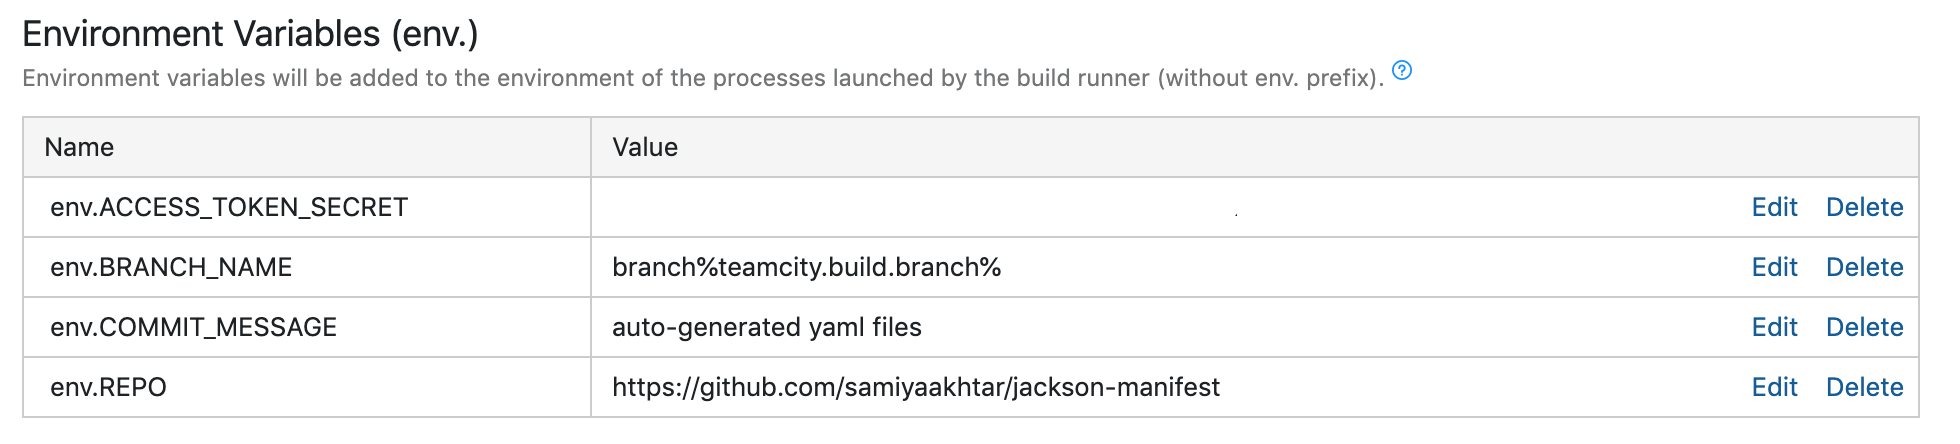 Environment Variables (env.)
Environment variables will be added to the environment of the processes launched by the build runner (without env. prefix). ?
Name Value
env.ACCESS_TOKEN_SECRET Edit Delete
env.BRANCH_NAME branch%teamcity.build.branch% Edit Delete
env.COMMIT_MESSAGE auto-generated yaml files Edit Delete
env.REPO https://github.com/samiyaakhtar/jackson-manifest Edit Delete